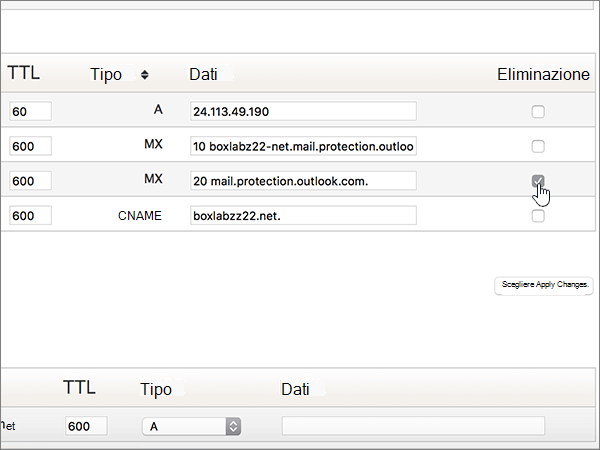 TTL Tipo Dati Eliminazione
60 A 24.113.49.190
600 MX 10 boxlabz22-net.mail.protection.outloo
600 MX 20 mail.protection.outlook.com.
600 CNAME boxlabzz22.net.
Scegliere Apply Changes.
TTL Tipo Dati
net 600 A